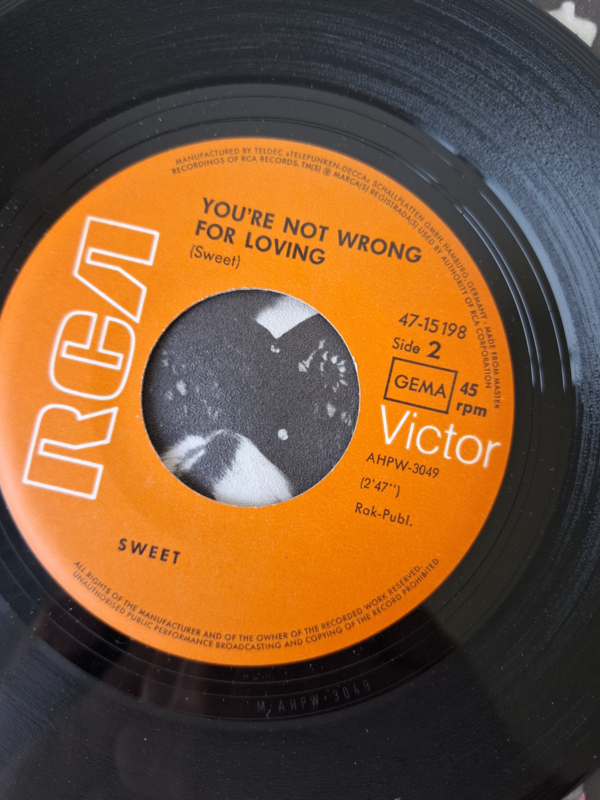 MANUFACTURED BY TELDEC »TELEFUNKEN-DECCA« SCHALLPLATTEN GMBH, HAMBURG, GERMANY, MADE FROM MASTER
RECORDINGS OF RCA RECORDS. TM(S) ® MARCA(S) REGISTRADA(S) USED BY AUTHORITY OF RCA CORPORATION
YOU'RE NOT WRONG
FOR LOVING
(Sweet)
RCA
47-15198
Side 2
GEMA
45
rpm
Victor
AHPW-3049
(2'47'')
Rak-Publ.
SWEET
ALL RIGHTS OF THE MANUFACTURER AND OF THE OWNER OF THE RECORDED WORK RESERVED.
UNAUTHORISED PUBLIC PERFORMANCE BROADCASTING AND COPYING OF THE RECORD PROHIBITED
M. AHPW-3049